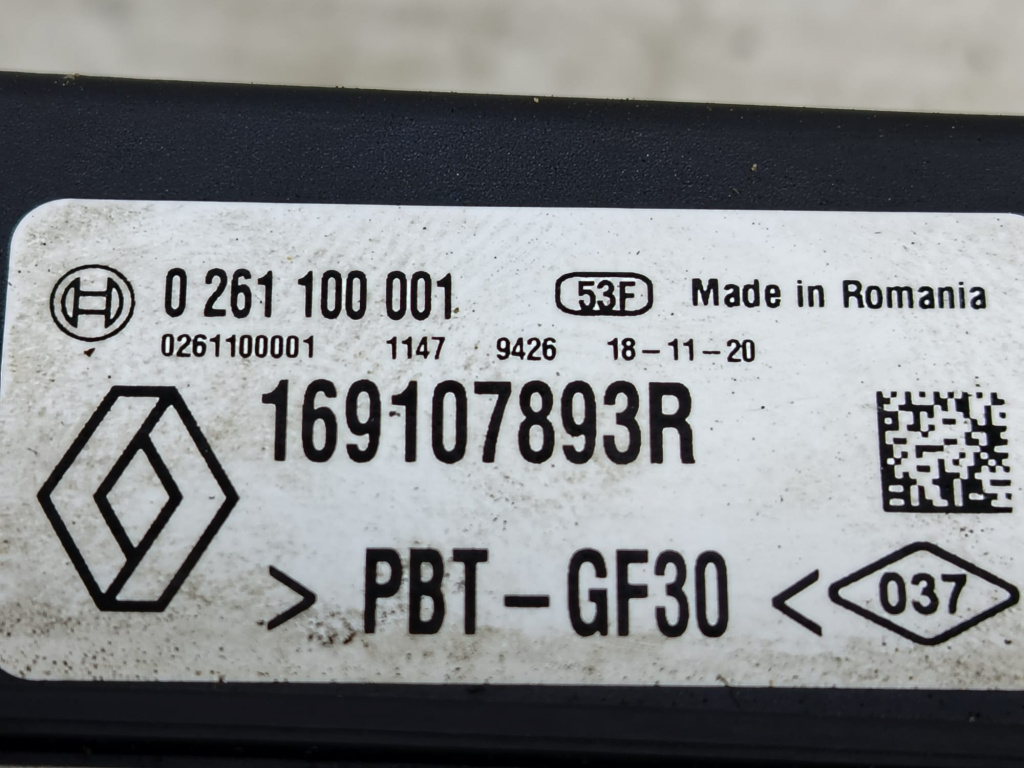 0 261 100 001 53F Made in Romania
0261100001 1147 9426 18-11-20
169107893R
>PBT-GF30< 037